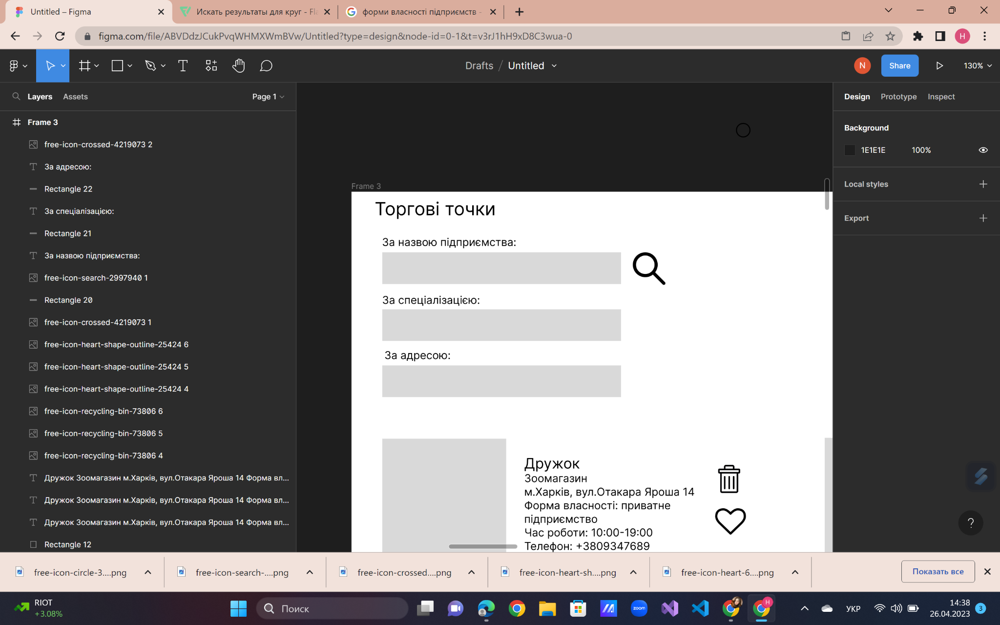 Untitled – Figma
Искать результаты для круг - Fla
форми власності підприємств -
figma.com/file/ABVDdzJCukPvqWHMXWmBVw/Untitled?type=design&node-id=0-1&t=v3rJ1hH9xD8C3wua-0
H
Drafts / Untitled
N
Share
130%
Layers
Assets
Page 1
Design
Prototype
Inspect
Frame 3
free-icon-crossed-4219073 2
За адресою:
Rectangle 22
За спеціалізацією:
Rectangle 21
За назвою підприємства:
free-icon-search-2997940 1
Rectangle 20
free-icon-crossed-4219073 1
free-icon-heart-shape-outline-25424 6
free-icon-heart-shape-outline-25424 5
free-icon-heart-shape-outline-25424 4
free-icon-recycling-bin-73806 6
free-icon-recycling-bin-73806 5
free-icon-recycling-bin-73806 4
Дружок Зоомагазин м.Харків, вул.Отакара Яроша 14 Форма вл...
Дружок Зоомагазин м.Харків, вул.Отакара Яроша 14 Форма вл...
Дружок Зоомагазин м.Харків, вул.Отакара Яроша 14 Форма вл...
Rectangle 12
Frame 3
Торгові точки
За назвою підприємства:
За спеціалізацією:
За адресою:
Дружок
Зоомагазин
м.Харків, вул.Отакара Яроша 14
Форма власності: приватне
підприємство
Час роботи: 10:00-19:00
Телефон: +3809347689
Background
1E1E1E
100%
Local styles
Export
?
free-icon-circle-3....png
free-icon-search-....png
free-icon-crossed....png
free-icon-heart-sh....png
free-icon-heart-6....png
Показать все
RIOT
+3.08%
Поиск
zoom
H
УКР
14:38
26.04.2023
3